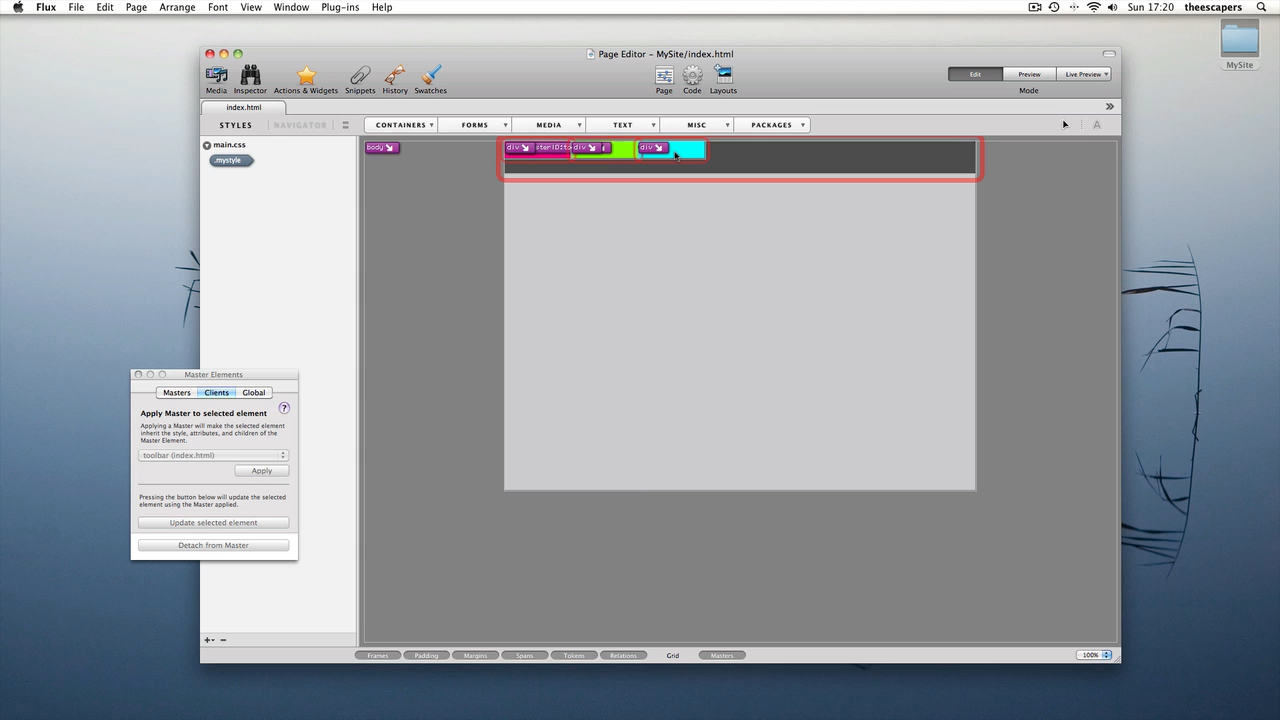 Flux File Edit Page Arrange Font View Window Plug-ins Help Sun 17:20 theescapers
MySite
Page Editor – MySite/index.html
Media Inspector Actions & Widgets Snippets History Swatches Page Code Layouts Edit Preview Live Preview Mode
index.html
STYLES NAVIGATOR CONTAINERS FORMS MEDIA TEXT MISC PACKAGES A
main.css
body div div div
.mystyle
Master Elements
Masters Clients Global
Apply Master to selected element ?
Applying a Master will make the selected element
inherit the style, attributes, and children of the
Master Element.
toolbar (index.html)
Apply
Pressing the button below will update the selected
element using the Master applied.
Update selected element
Detach from Master
Frames Padding Margins Spans Tokens Relations Grid Masters 100%